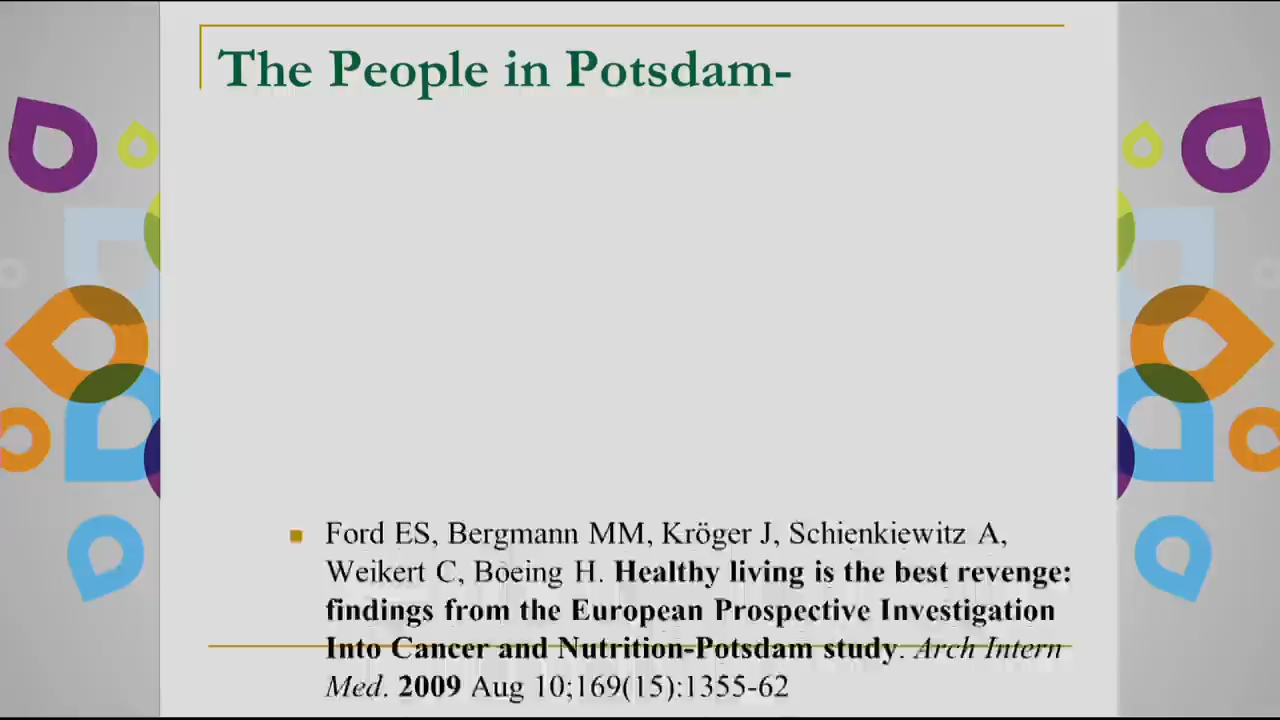 The People in Potsdam-
Ford ES, Bergmann MM, Kröger J, Schienkiewitz A,
Weikert C, Boeing H. Healthy living is the best revenge:
findings from the European Prospective Investigation
Into Cancer and Nutrition-Potsdam study. Arch Intern
Med. 2009 Aug 10;169(15):1355-62